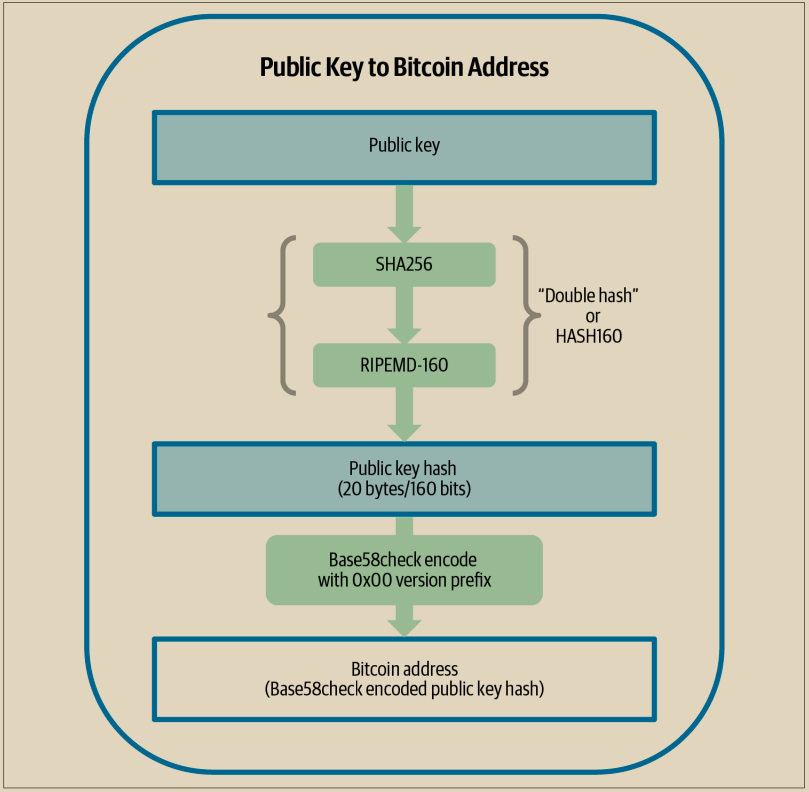 Public Key to Bitcoin Address
Public key
SHA256
“Double hash”
or
HASH160
RIPEMD-160
Public key hash
(20 bytes/160 bits)
Base58check encode
with 0x00 version prefix
Bitcoin address
(Base58check encoded public key hash)